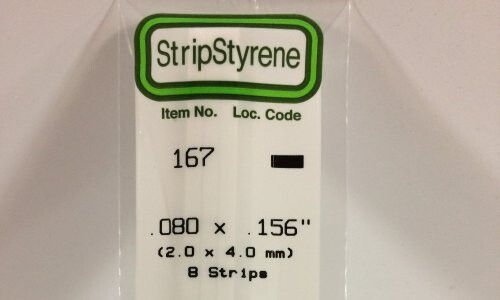 StripStyrene
Item No. Loc. Code
167
.080 x .156"
(2.0 x 4.0 mm)
8 Strips